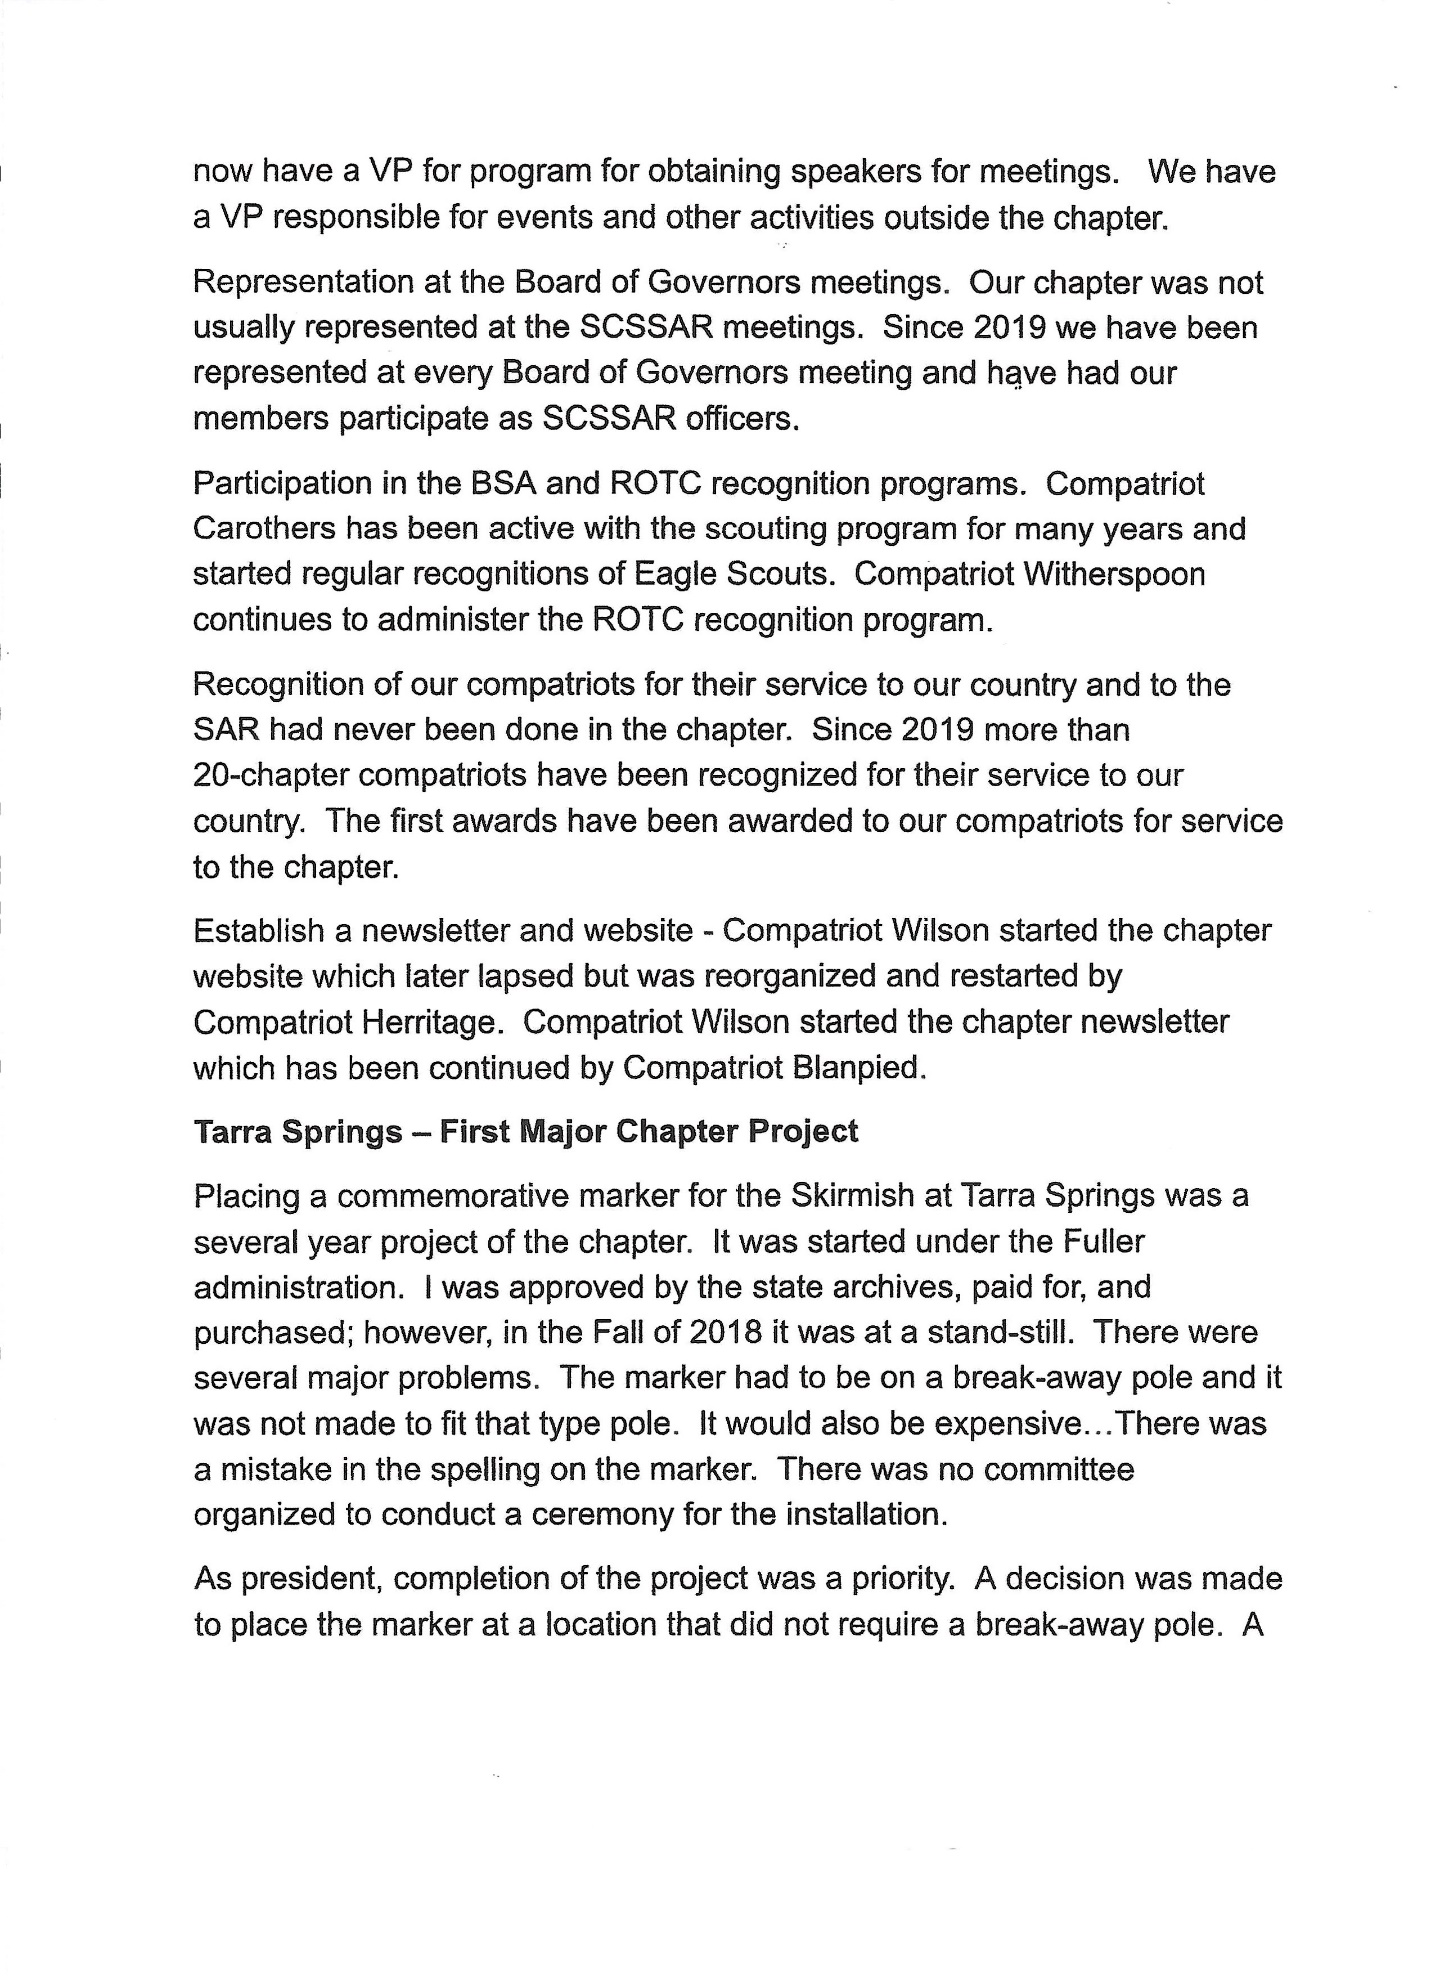 now have a VP for program for obtaining speakers for meetings.   We have
a VP responsible for events and other activities outside the chapter.
Representation at the Board of Governors meetings.  Our chapter was not
usually represented at the SCSSAR meetings.  Since 2019 we have been
represented at every Board of Governors meeting and have had our
members participate as SCSSAR officers.
Participation in the BSA and ROTC recognition programs.  Compatriot
Carothers has been active with the scouting program for many years and
started regular recognitions of Eagle Scouts.  Compatriot Witherspoon
continues to administer the ROTC recognition program.
Recognition of our compatriots for their service to our country and to the
SAR had never been done in the chapter.  Since 2019 more than
20-chapter compatriots have been recognized for their service to our
country.  The first awards have been awarded to our compatriots for service
to the chapter.
Establish a newsletter and website - Compatriot Wilson started the chapter
website which later lapsed but was reorganized and restarted by
Compatriot Herritage.  Compatriot Wilson started the chapter newsletter
which has been continued by Compatriot Blanpied.
Tarra Springs – First Major Chapter Project
Placing a commemorative marker for the Skirmish at Tarra Springs was a
several year project of the chapter.  It was started under the Fuller
administration.  I was approved by the state archives, paid for, and
purchased; however, in the Fall of 2018 it was at a stand-still.  There were
several major problems.  The marker had to be on a break-away pole and it
was not made to fit that type pole.  It would also be expensive…There was
a mistake in the spelling on the marker.  There was no committee
organized to conduct a ceremony for the installation.
As president, completion of the project was a priority.  A decision was made
to place the marker at a location that did not require a break-away pole.  A